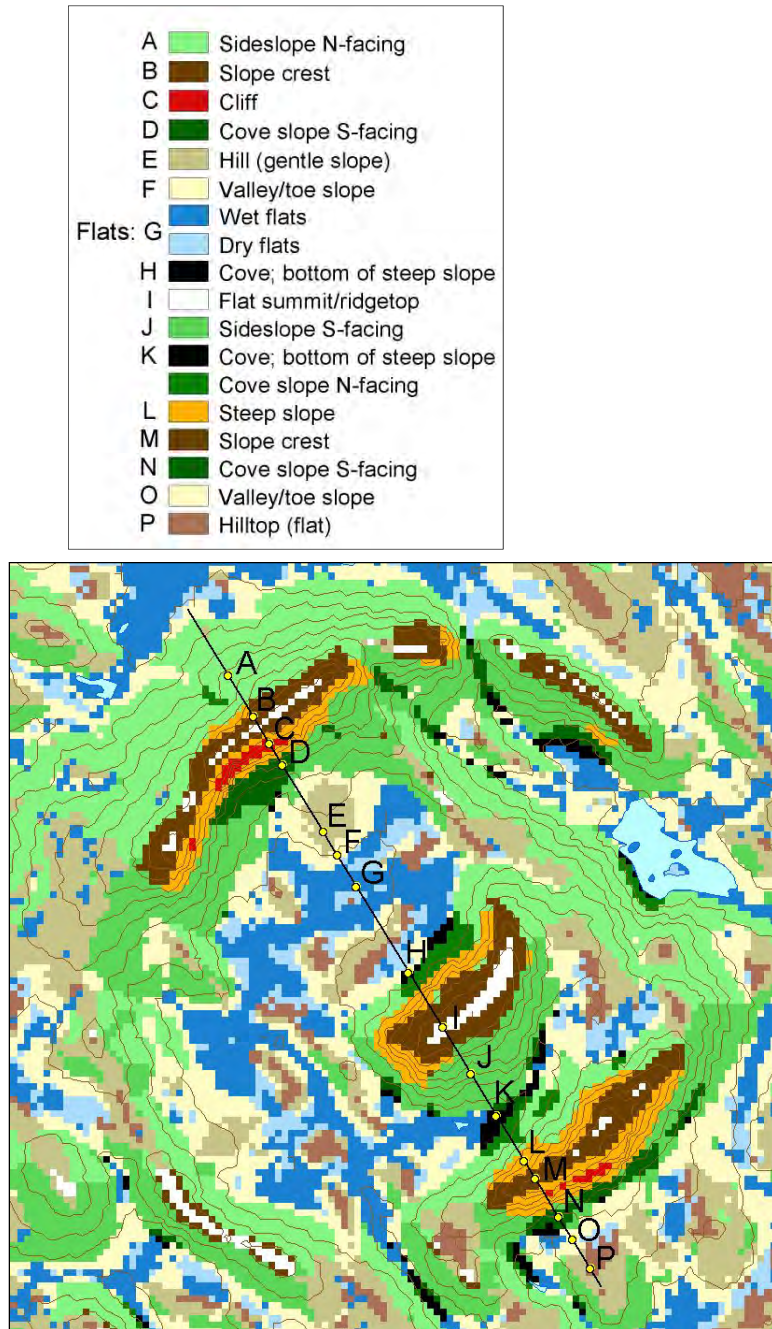 A Sideslope N-facing
B Slope crest
C Cliff
D Cove slope S-facing
E Hill (gentle slope)
F Valley/toe slope
Wet flats
Flats: G
Dry flats
H Cove; bottom of steep slope
I Flat summit/ridgetop
J Sideslope S-facing
K Cove; bottom of steep slope
Cove slope N-facing
L Steep slope
M Slope crest
N Cove slope S-facing
O Valley/toe slope
P Hilltop (flat)
A
B
C
D
E
F
G
H
I
J
K
L
M
N
O
P